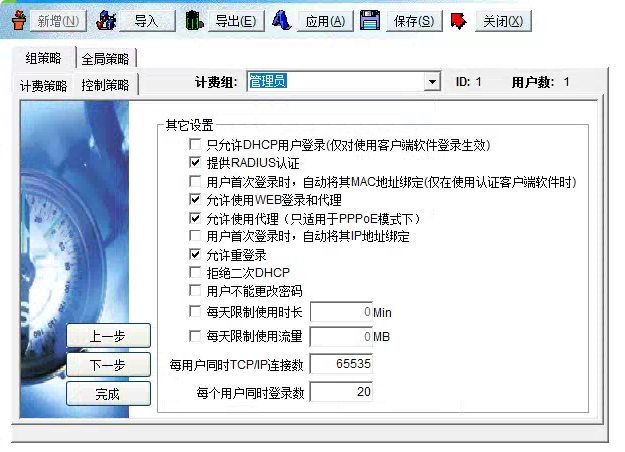 新增(N) 导入 导出(E) 应用(A) 保存(S) 关闭(X)
组策略 全局策略
计费策略 控制策略 计费组: 管理员 ID: 1 用户数: 1
其它设置
只允许DHCP用户登录(仅对使用客户端软件登录生效)
提供RADIUS认证
用户首次登录时，自动将其MAC地址绑定(仅在使用认证客户端软件时)
允许使用WEB登录和代理
允许使用代理（只适用于PPPoE模式下）
用户首次登录时，自动将其IP地址绑定
允许重登录
拒绝二次DHCP
用户不能更改密码
每天限制使用时长 0 Min
每天限制使用流量 0 MB
每用户同时TCP/IP连接数 65535
每个用户同时登录数 20
上一步
下一步
完成